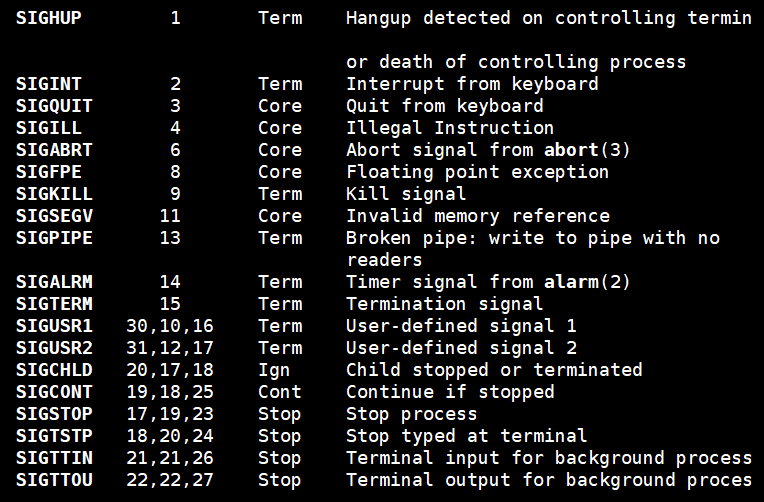 SIGHUP 1 Term Hangup detected on controlling termin
or death of controlling process
SIGINT 2 Term Interrupt from keyboard
SIGQUIT 3 Core Quit from keyboard
SIGILL 4 Core Illegal Instruction
SIGABRT 6 Core Abort signal from abort(3)
SIGFPE 8 Core Floating point exception
SIGKILL 9 Term Kill signal
SIGSEGV 11 Core Invalid memory reference
SIGPIPE 13 Term Broken pipe: write to pipe with no
readers
SIGALRM 14 Term Timer signal from alarm(2)
SIGTERM 15 Term Termination signal
SIGUSR1 30,10,16 Term User-defined signal 1
SIGUSR2 31,12,17 Term User-defined signal 2
SIGCHLD 20,17,18 Ign Child stopped or terminated
SIGCONT 19,18,25 Cont Continue if stopped
SIGSTOP 17,19,23 Stop Stop process
SIGTSTP 18,20,24 Stop Stop typed at terminal
SIGTTIN 21,21,26 Stop Terminal input for background process
SIGTTOU 22,22,27 Stop Terminal output for background proces